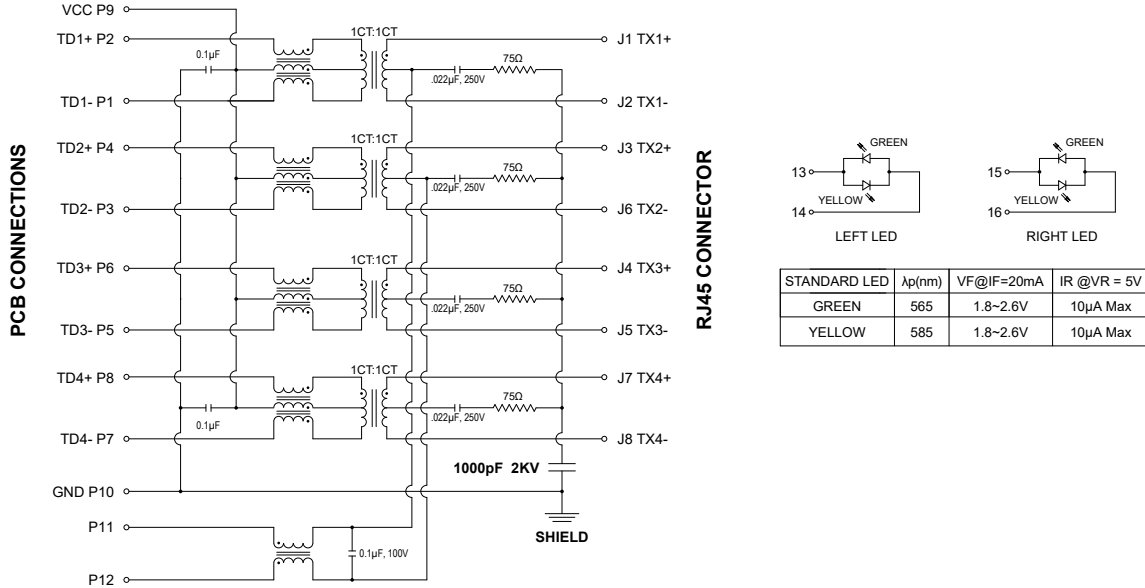 PCB CONNECTIONS
VCC P9
TD1+ P2
TD1- P1
TD2+ P4
TD2- P3
TD3+ P6
TD3- P5
TD4+ P8
TD4- P7
GND P10
P11
P12
0.1µF
0.1µF
1CT:1CT
.022µF, 250V
75Ω
1CT:1CT
.022µF, 250V
75Ω
1CT:1CT
.022µF, 250V
75Ω
1CT:1CT
.022µF, 250V
75Ω
1000pF 2KV
SHIELD
0.1µF, 100V
J1 TX1+
J2 TX1-
J3 TX2+
J6 TX2-
J4 TX3+
J5 TX3-
J7 TX4+
J8 TX4-
RJ45 CONNECTOR
GREEN
13
YELLOW
14
LEFT LED
GREEN
15
YELLOW
16
RIGHT LED
STANDARD LED λp(nm) VF@IF=20mA IR @VR = 5V
GREEN 565 1.8~2.6V 10µA Max
YELLOW 585 1.8~2.6V 10µA Max